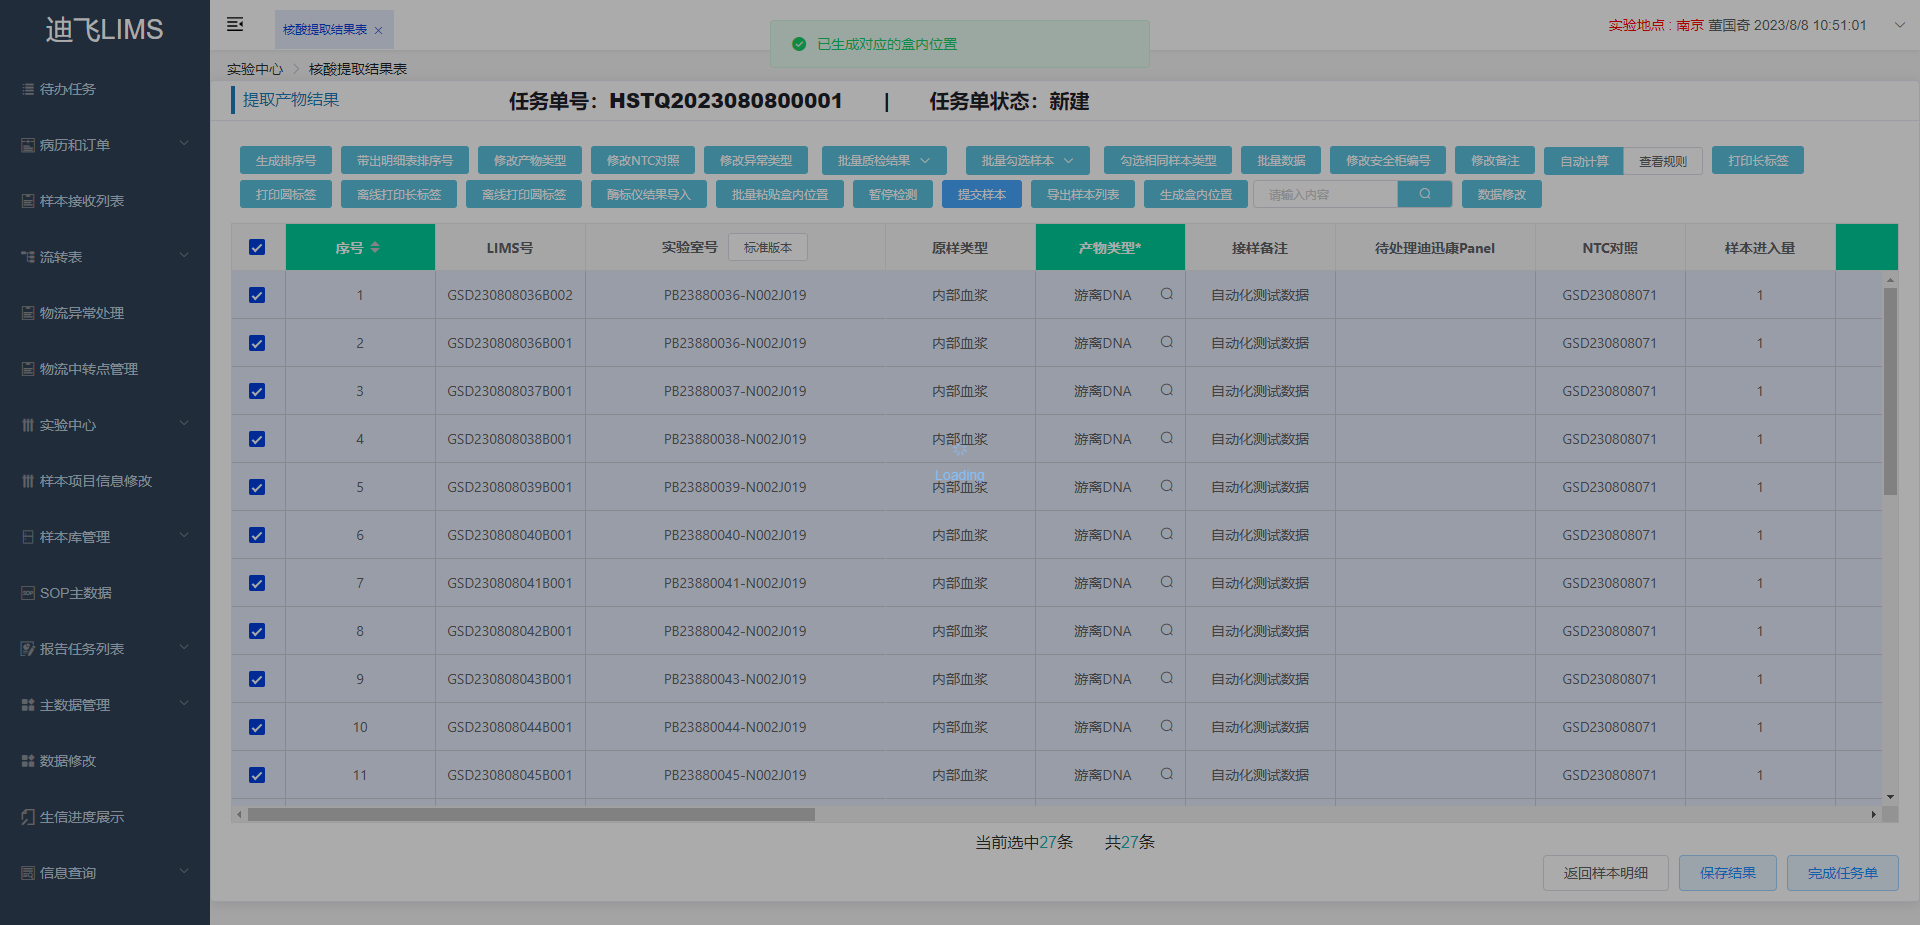 迪飞LIMS
核酸提取结果表
已生成对应的盒内位置
实验地点 : 南京 董国奇 2023/8/8 10:51:01
实验中心 > 核酸提取结果表
提取产物结果
任务单号：HSTQ2023080800001 | 任务单状态：新建
待办任务
病历和订单
样本接收列表
流转表
物流异常处理
物流中转点管理
实验中心
样本项目信息修改
样本库管理
SOP主数据
报告任务列表
主数据管理
数据修改
生信进度展示
信息查询
生成排序号 带出明细表排序号 修改产物类型 修改NTC对照 修改异常类型 批量质检结果 批量勾选样本 勾选相同样本类型 批量数据 修改安全柜编号 修改备注 自动计算 查看规则 打印长标签
打印圆标签 离线打印长标签 离线打印圆标签 酶标仪结果导入 批量粘贴盒内位置 暂停检测 提交样本 导出样本列表 生成盒内位置 请输入内容 数据修改
序号 LIMS号 实验室号 标准版本 原样类型 产物类型* 接样备注 待处理迪迅康Panel NTC对照 样本进入量
1 GSD230808036B002 PB23880036-N002J019 内部血浆 游离DNA 自动化测试数据 GSD230808071 1
2 GSD230808036B001 PB23880036-N002J019 内部血浆 游离DNA 自动化测试数据 GSD230808071 1
3 GSD230808037B001 PB23880037-N002J019 内部血浆 游离DNA 自动化测试数据 GSD230808071 1
4 GSD230808038B001 PB23880038-N002J019 内部血浆 游离DNA 自动化测试数据 GSD230808071 1
Loading
5 GSD230808039B001 PB23880039-N002J019 内部血浆 游离DNA 自动化测试数据 GSD230808071 1
6 GSD230808040B001 PB23880040-N002J019 内部血浆 游离DNA 自动化测试数据 GSD230808071 1
7 GSD230808041B001 PB23880041-N002J019 内部血浆 游离DNA 自动化测试数据 GSD230808071 1
8 GSD230808042B001 PB23880042-N002J019 内部血浆 游离DNA 自动化测试数据 GSD230808071 1
9 GSD230808043B001 PB23880043-N002J019 内部血浆 游离DNA 自动化测试数据 GSD230808071 1
10 GSD230808044B001 PB23880044-N002J019 内部血浆 游离DNA 自动化测试数据 GSD230808071 1
11 GSD230808045B001 PB23880045-N002J019 内部血浆 游离DNA 自动化测试数据 GSD230808071 1
当前选中27条 共27条
返回样本明细 保存结果 完成任务单